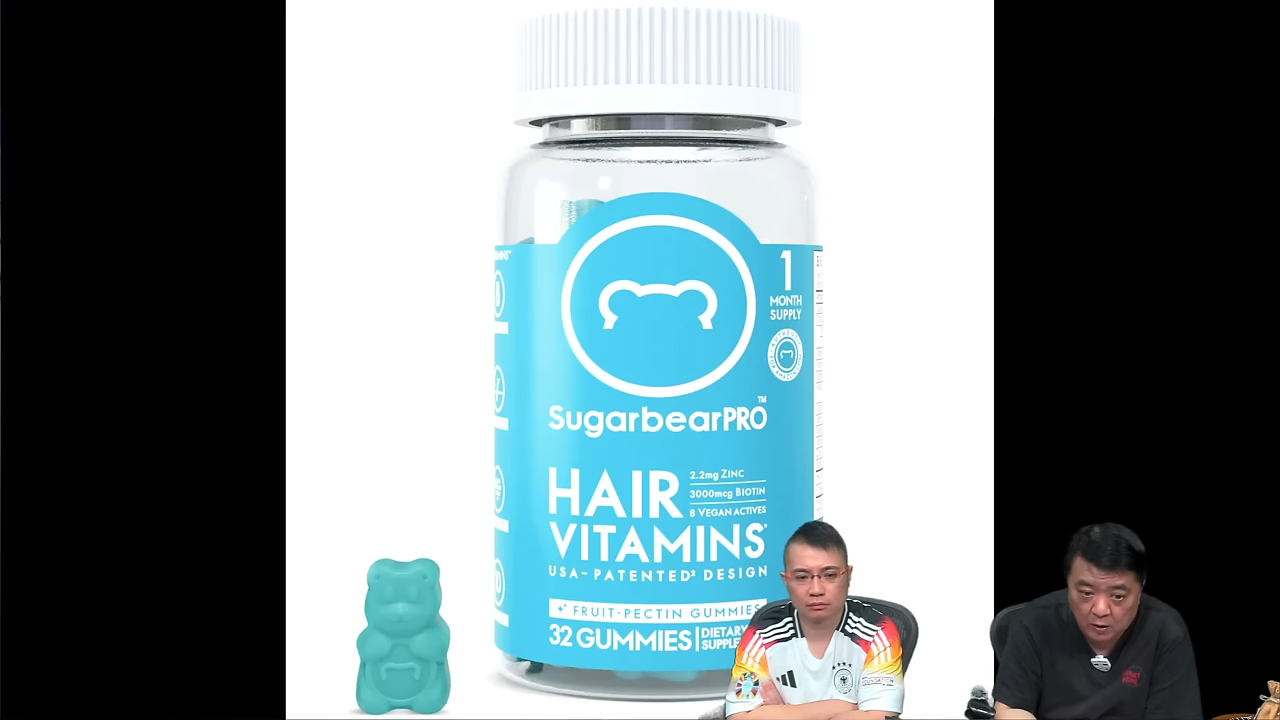 1
MONTH
SUPPLY
SugarbearPRO™
HAIR
VITAMINS
2.2mg ZINC
3000mcg BIOTIN
8 VEGAN ACTIVES
USA-PATENTED² DESIGN
FRUIT-PECTIN GUMMIES
32 GUMMIES
DIETARY
FOUNDATION